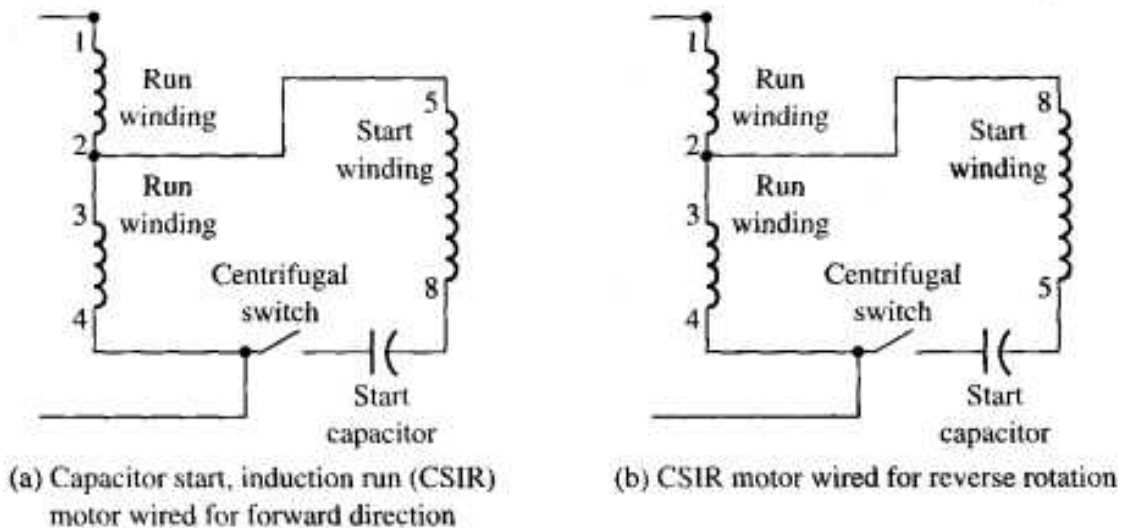 1
Run
winding
2
Run
winding
3
4
5
Start
winding
8
Centrifugal
switch
Start
capacitor
(a) Capacitor start, induction run (CSIR)
motor wired for forward direction
1
Run
winding
2
Run
winding
3
4
8
Start
winding
5
Centrifugal
switch
Start
capacitor
(b) CSIR motor wired for reverse rotation